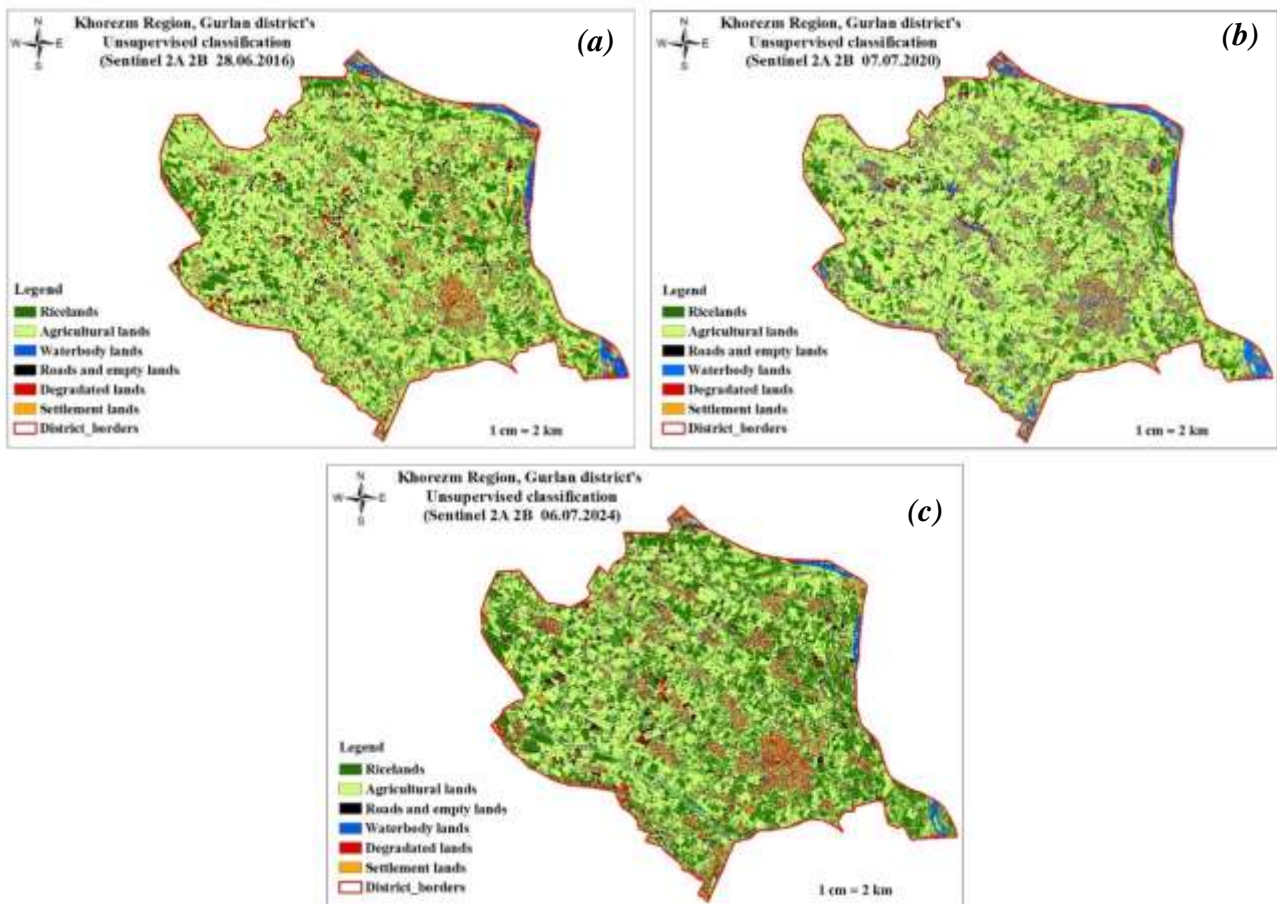 (a)
Khorezm Region, Gurlan district's
Unsupervised classification
(Sentinel 2A 2B 28.06.2016)
N
W E
S
Legend
Ricelands
Agricultural lands
Waterbody lands
Roads and empty lands
Degradated lands
Settlement lands
District_borders
1 cm = 2 km
(b)
Khorezm Region, Gurlan district's
Unsupervised classification
(Sentinel 2A 2B 07.07.2020)
N
W E
S
Legend
Ricelands
Agricultural lands
Roads and empty lands
Waterbody lands
Degradated lands
Settlement lands
District_borders
1 cm = 2 km
(c)
Khorezm Region, Gurlan district's
Unsupervised classification
(Sentinel 2A 2B 06.07.2024)
N
W E
S
Legend
Ricelands
Agricultural lands
Roads and empty lands
Waterbody lands
Degradated lands
Settlement lands
District_borders
1 cm = 2 km